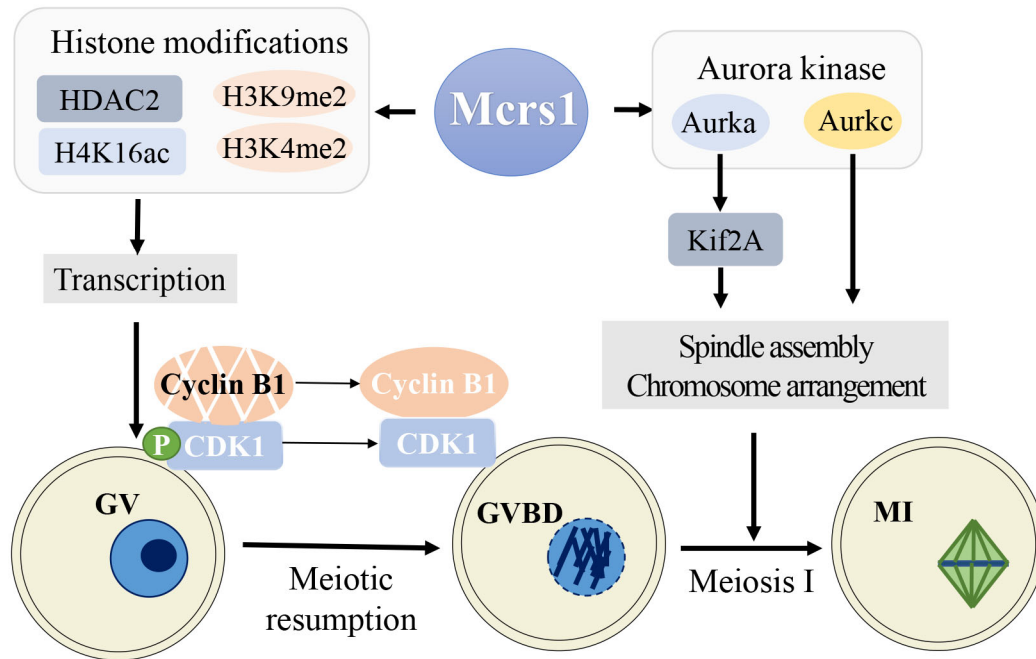 Histone modifications
HDAC2
H3K9me2
H4K16ac
H3K4me2
Mcrs1
Aurora kinase
Aurka
Aurkc
Kif2A
Transcription
Spindle assembly
Chromosome arrangement
Cyclin B1
Cyclin B1
P
CDK1
CDK1
GV
GVBD
MI
Meiotic
resumption
Meiosis I